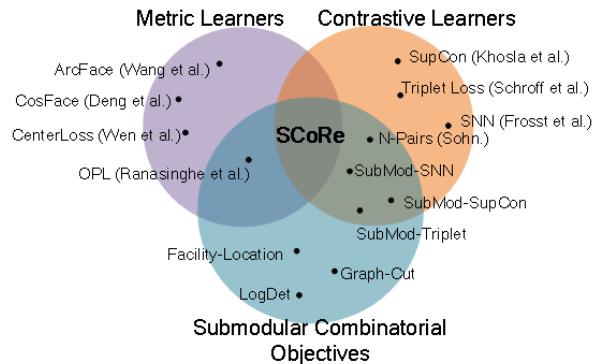 Metric Learners
Contrastive Learners
ArcFace (Wang et al.)
CosFace (Deng et al.)
CenterLoss (Wen et al.)
OPL (Ranasinghe et al.)
SupCon (Khosla et al.)
Triplet Loss (Schroff et al.)
SNN (Frosst et al.)
N-Pairs (Sohn.)
SCoRe
SubMod-SNN
SubMod-SupCon
SubMod-Triplet
Facility-Location
Graph-Cut
LogDet
Submodular Combinatorial
Objectives